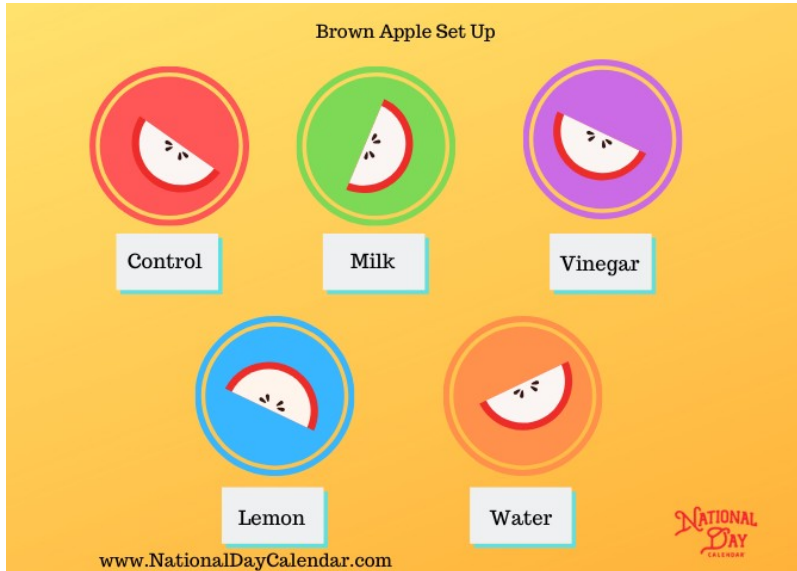 Brown Apple Set Up
Control
Milk
Vinegar
Lemon
Water
www.NationalDayCalendar.com
NATIONAL
DAY
CALENDAR